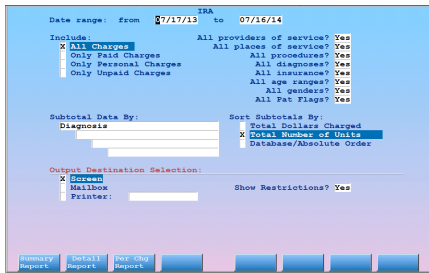 IRA
Date range: from 07/17/13 to 07/16/14
Include: All providers of service? Yes
X All Charges All places of service? Yes
Only Paid Charges All procedures? Yes
Only Personal Charges All diagnoses? Yes
Only Unpaid Charges All insurance? Yes
All age ranges? Yes
All genders? Yes
All Pat Flags? Yes
Subtotal Data By: Sort Subtotals By:
Diagnosis Total Dollars Charged
X Total Number of Units
Database/Absolute Order
Output Destination Selection:
X Screen
Mailbox Show Restrictions? Yes
Printer:
Summary Report Detail Report Per Chg Report